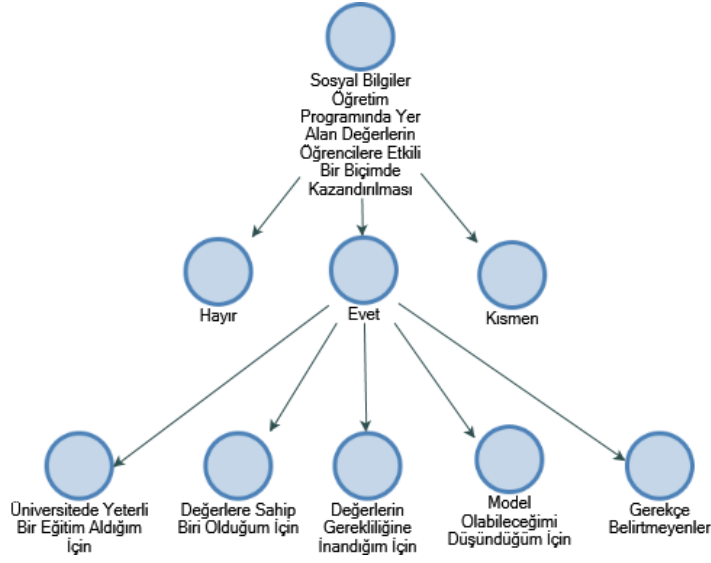 Sosyal Bilgiler
Öğretim
Programında Yer
Alan Değerlerin
Öğrencilere Etkili
Bir Biçimde
Kazandırılması
Hayır
Evet
Kısmen
Üniversitede Yeterli
Bir Eğitim Aldığım
İçin
Değerlere Sahip
Biri Olduğum İçin
Değerlerin
Gerekliliğine
İnandığım İçin
Model
Olabileceğimi
Düşündüğüm İçin
Gerekçe
Belirtmeyenler